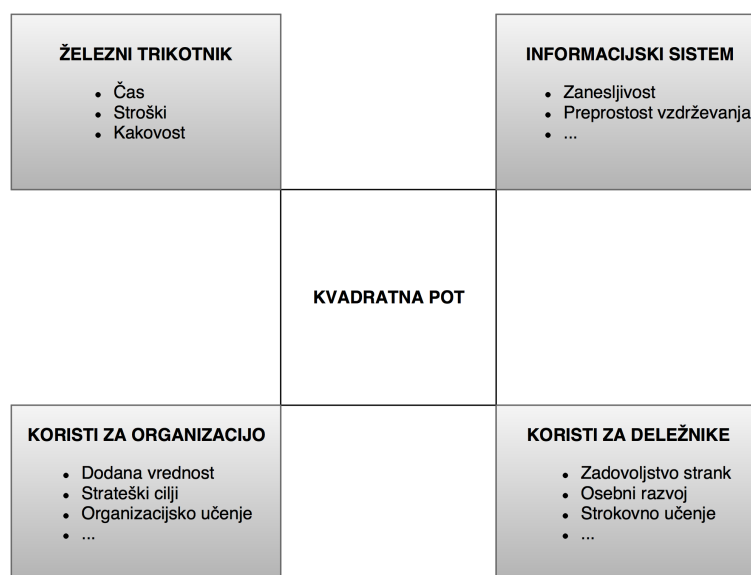 ŽELEZNI TRIKOTNIK
• Čas
• Stroški
• Kakovost
INFORMACIJSKI SISTEM
• Zanesljivost
• Preprostost vzdrževanja
• ...
KVADRATNA POT
KORISTI ZA ORGANIZACIJO
• Dodana vrednost
• Strateški cilji
• Organizacijsko učenje
• ...
KORISTI ZA DELEŽNIKE
• Zadovoljstvo strank
• Osebni razvoj
• Strokovno učenje
• ...